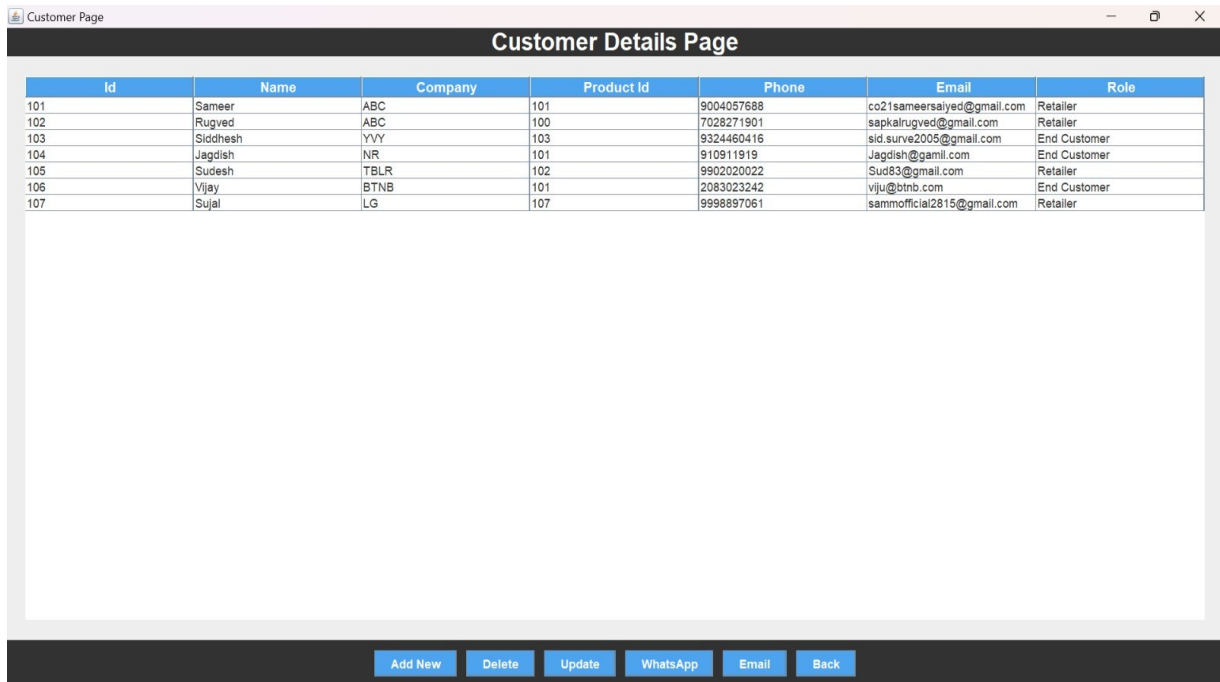 Customer Page
Customer Details Page
Id Name Company Product Id Phone Email Role
101 Sameer ABC 101 9004057688 co21sameersaiyed@gmail.com Retailer
102 Rugved ABC 100 7028271901 sapkalrugved@gmail.com Retailer
103 Siddhesh YVY 103 9324460416 sid.surve2005@gmail.com End Customer
104 Jagdish NR 101 910911919 Jagdish@gamil.com End Customer
105 Sudesh TBLR 102 9902020022 Sud83@gmail.com Retailer
106 Vijay BTNB 101 2083023242 viju@btnb.com End Customer
107 Sujal LG 107 9998897061 sammofficial2815@gmail.com Retailer
Add New Delete Update WhatsApp Email Back